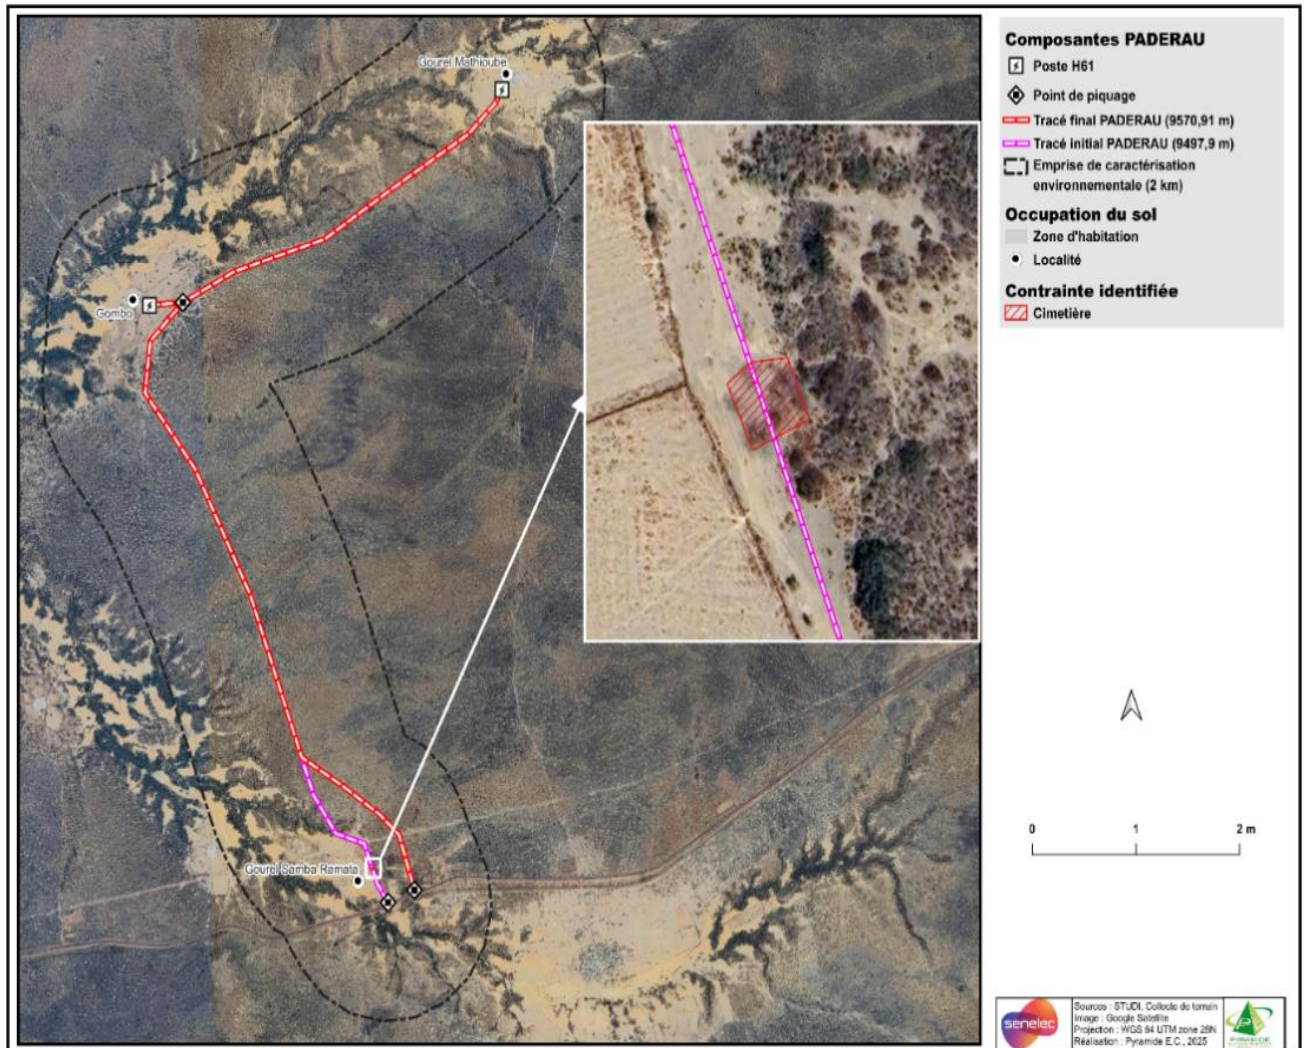 Gourel Mathioube
Gombo
Gourel Samba Ramata
Composantes PADERAU
Poste H61
Point de piquage
Tracé final PADERAU (9570,91 m)
Tracé initial PADERAU (9497,9 m)
Emprise de caractérisation
environnementale (2 km)
Occupation du sol
Zone d'habitation
Localité
Contrainte identifiée
Cimetière
0 1 2 m
senelec
Sources : STUDI, Collecte de terrain
Image : Google Satellite
Projection : WGS 84 UTM zone 28N
Réalisation : Pyramide E.C., 2025
PYRAMIDE